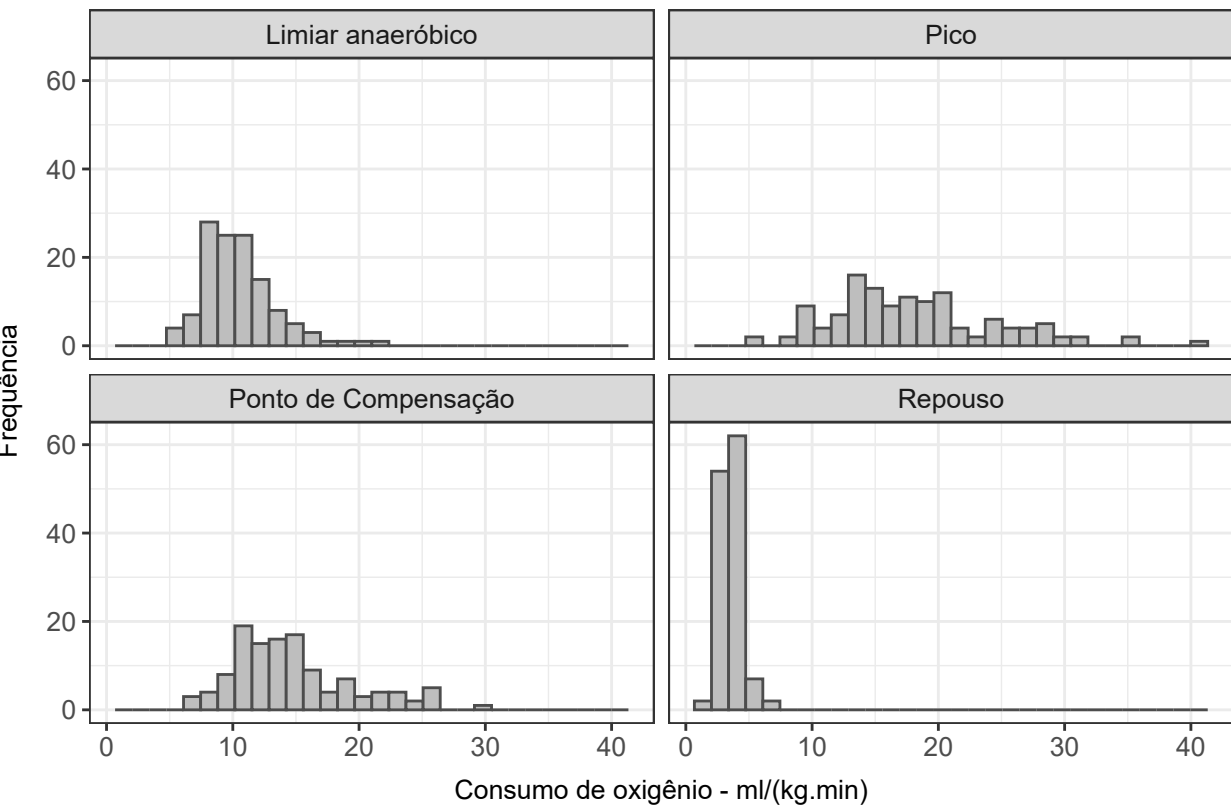 Limiar anaeróbico
Pico
60
40
20
0
Ponto de Compensação
Repouso
60
40
20
0
0 10 20 30 40
0 10 20 30 40
Frequência
Consumo de oxigênio - ml/(kg.min)